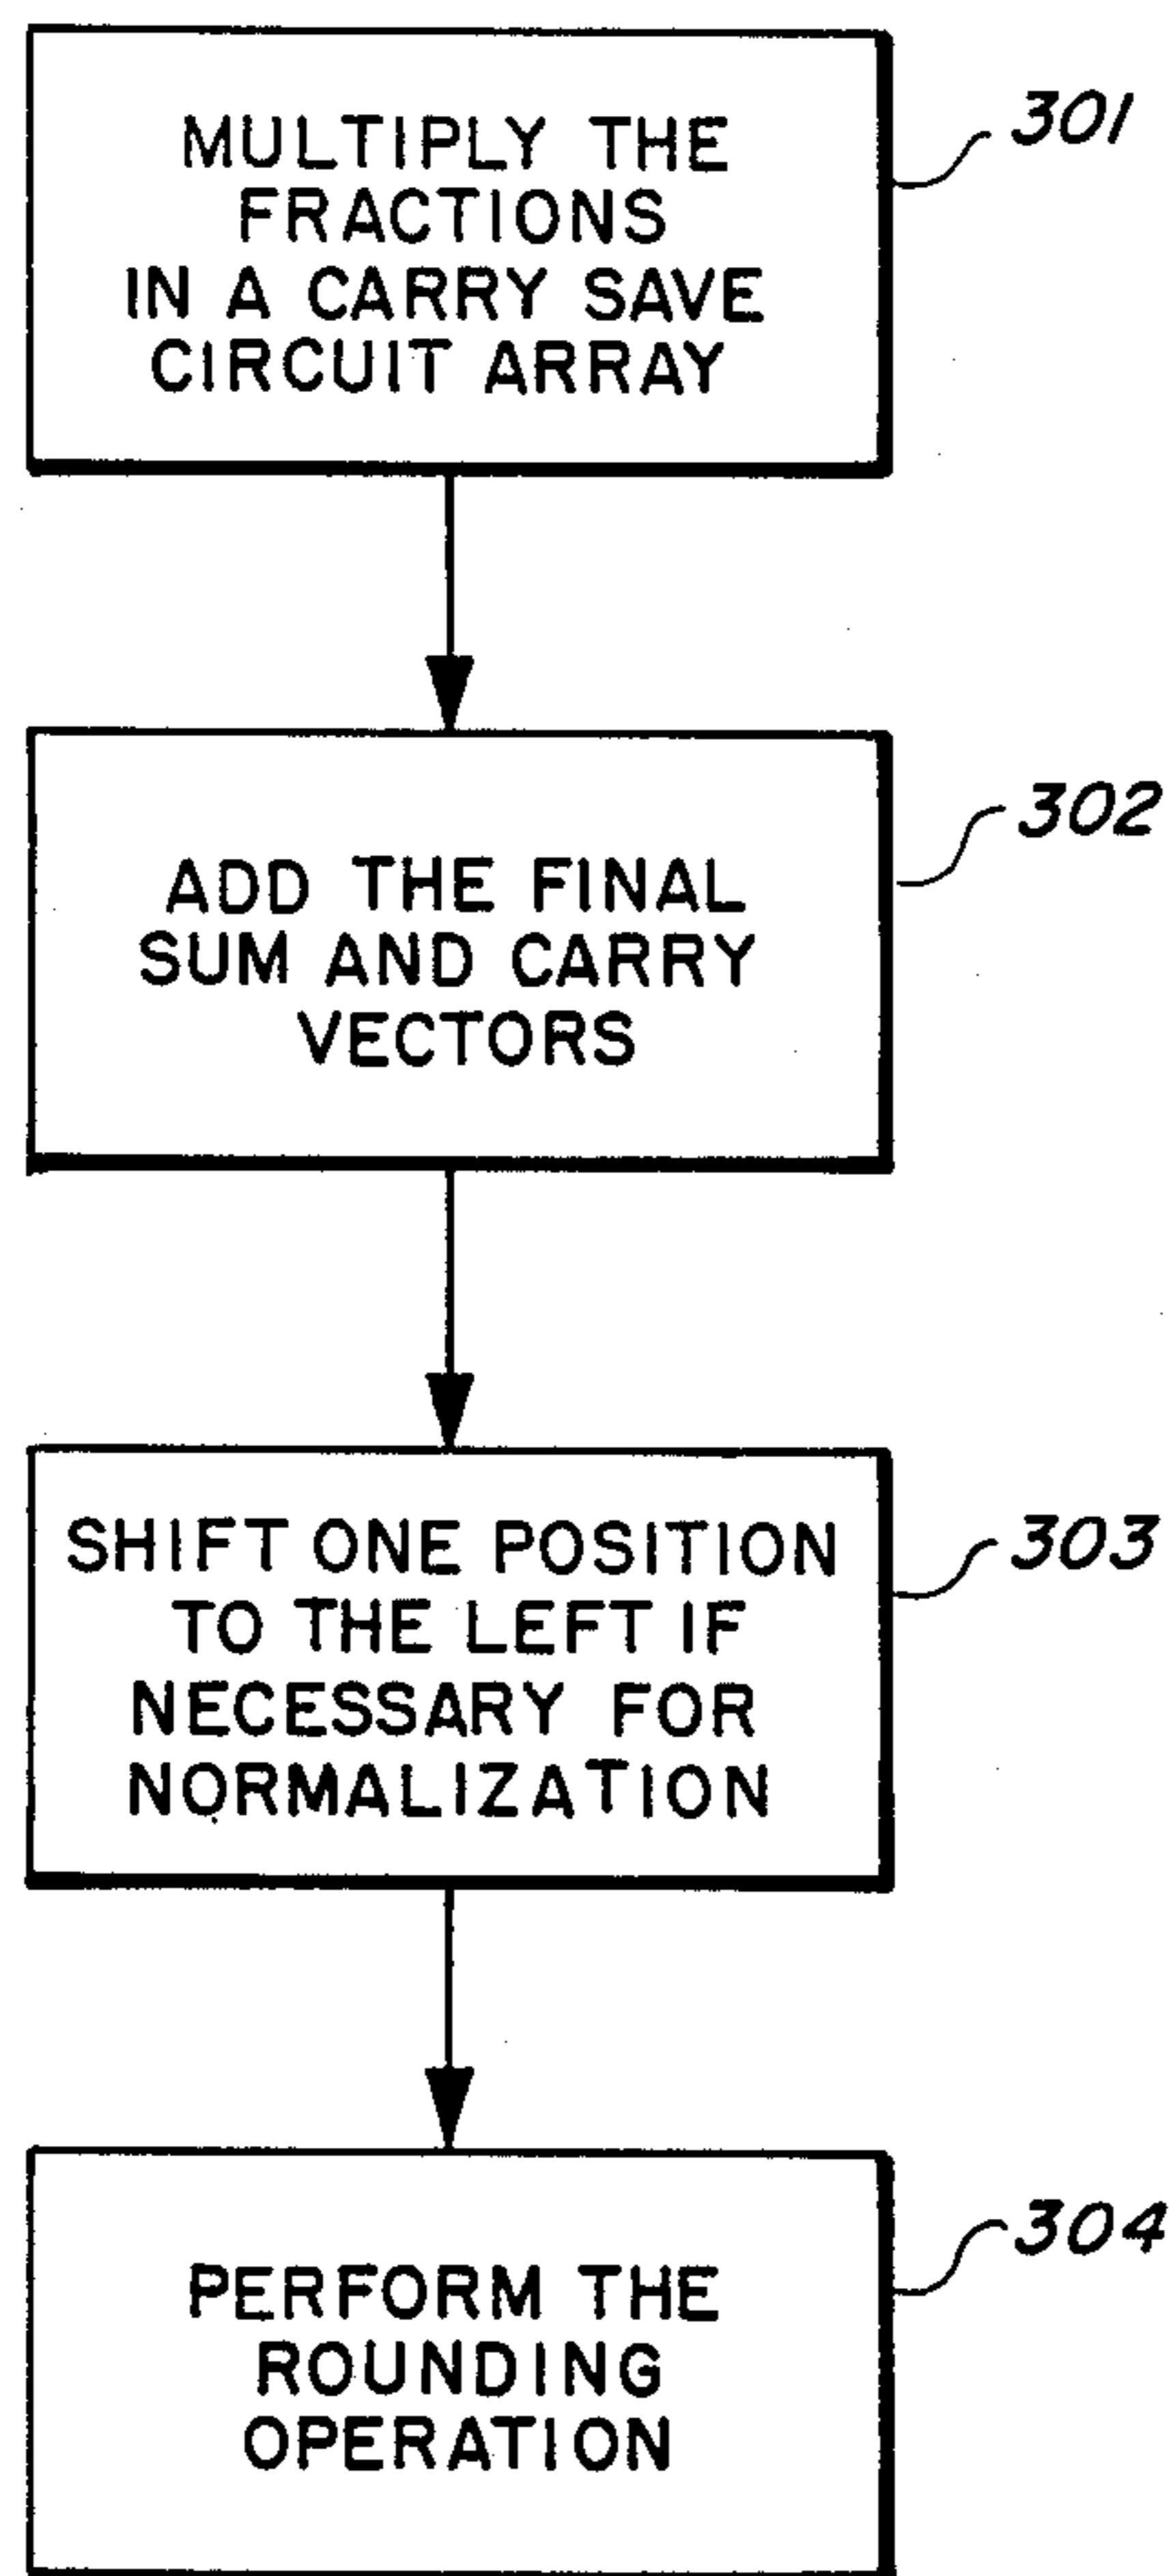 MULTIPLY THE
FRACTIONS
IN A CARRY SAVE
CIRCUIT ARRAY
301
ADD THE FINAL
SUM AND CARRY
VECTORS
302
SHIFT ONE POSITION
TO THE LEFT IF
NECESSARY FOR
NORMALIZATION
303
PERFORM THE
ROUNDING
OPERATION
304